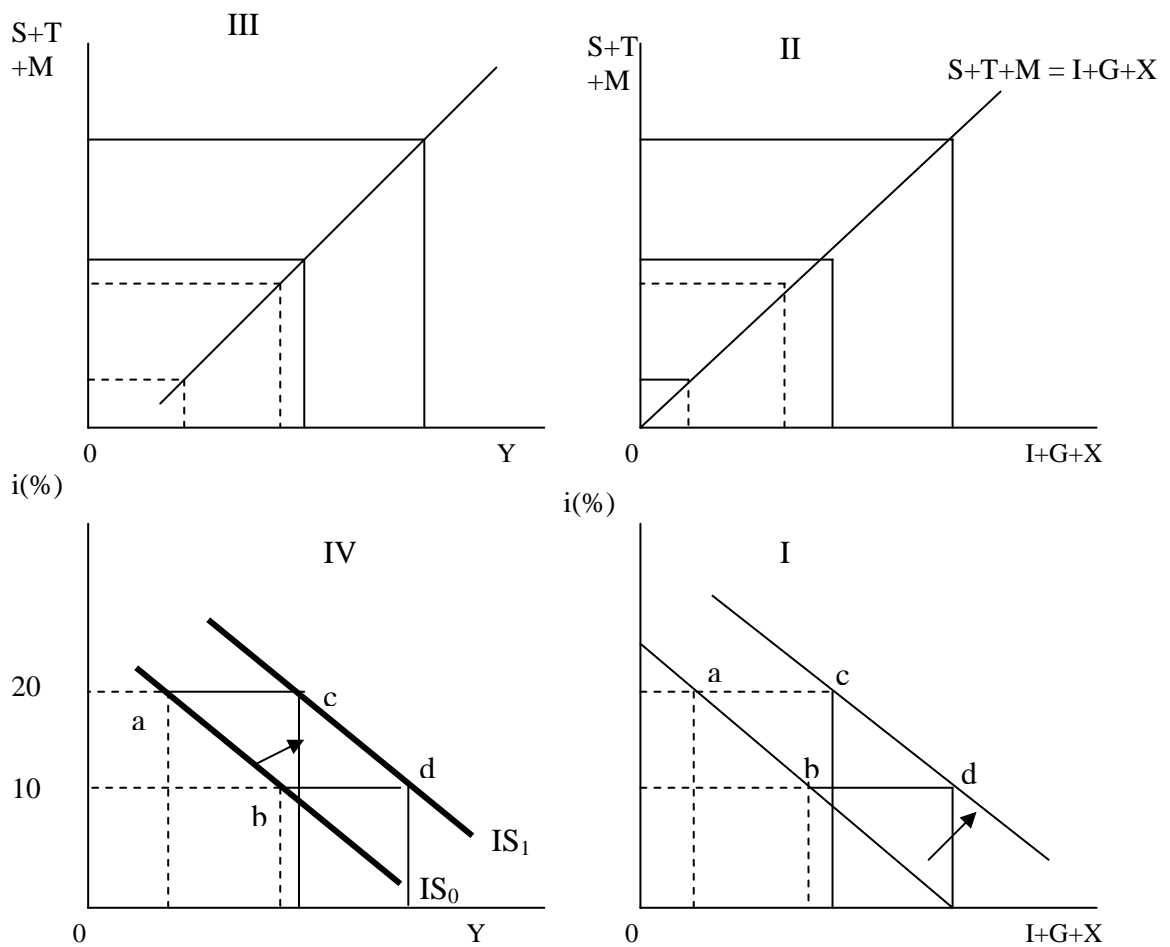 III
S+T
+M
0
Y
II
S+T
+M
S+T+M = I+G+X
0
I+G+X
i(%)
IV
20
10
a
b
c
d
IS₁
IS₀
0
Y
i(%)
I
a
b
c
d
0
I+G+X